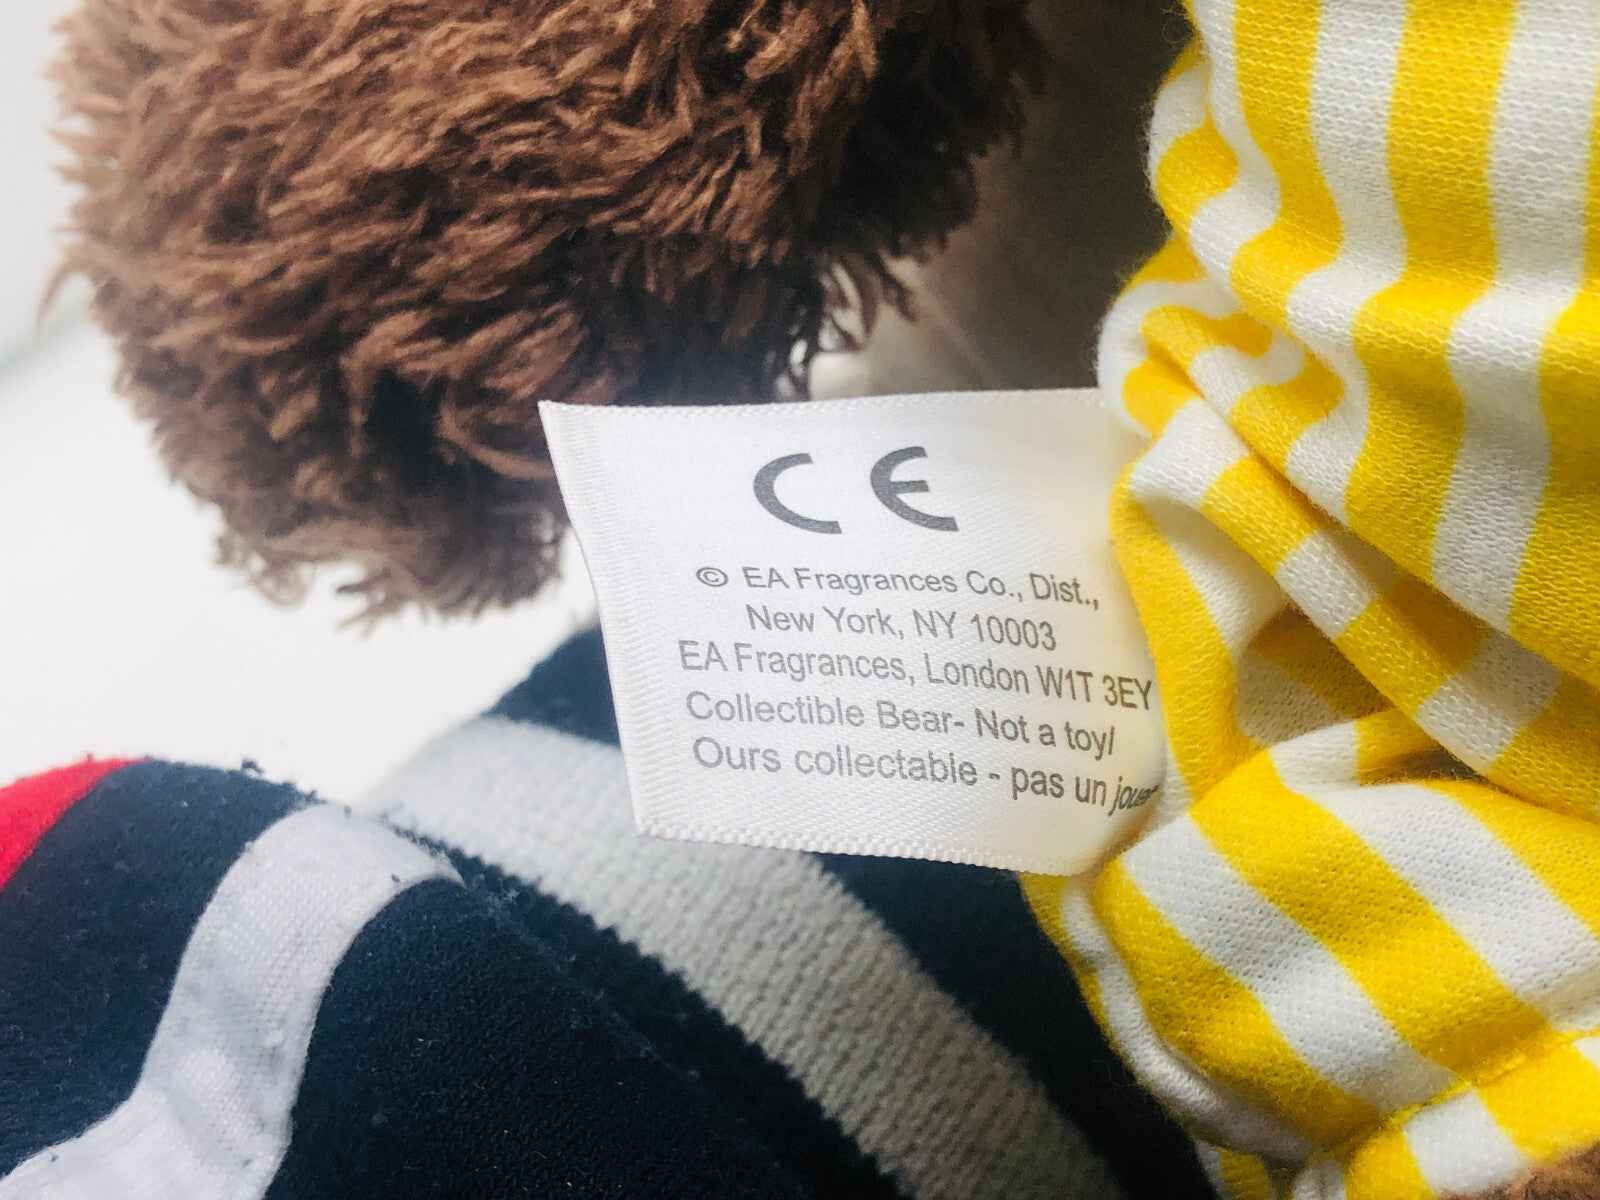 CE
© EA Fragrances Co., Dist.,
New York, NY 10003
EA Fragrances, London W1T 3EY
Collectible Bear- Not a toy!
Ours collectable - pas un jouet